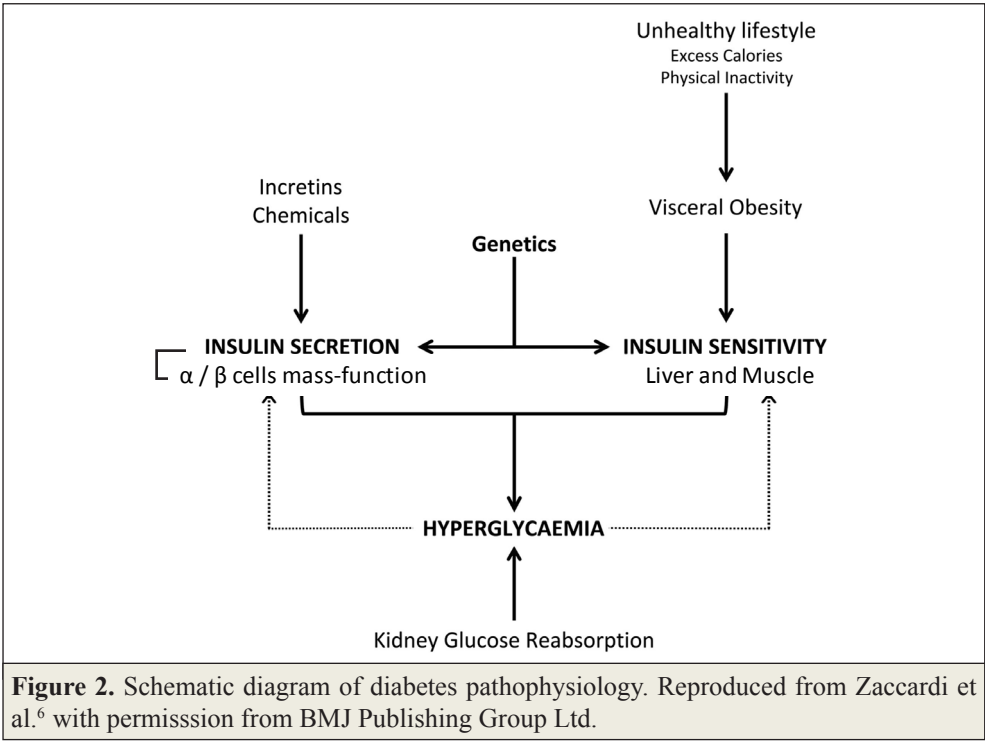 Unhealthy lifestyle
Excess Calories
Physical Inactivity
Incretins
Chemicals
Visceral Obesity
Genetics
INSULIN SECRETION
α / β cells mass-function
INSULIN SENSITIVITY
Liver and Muscle
HYPERGLYCAEMIA
Kidney Glucose Reabsorption
Figure 2. Schematic diagram of diabetes pathophysiology. Reproduced from Zaccardi et
al.⁶ with permisssion from BMJ Publishing Group Ltd.